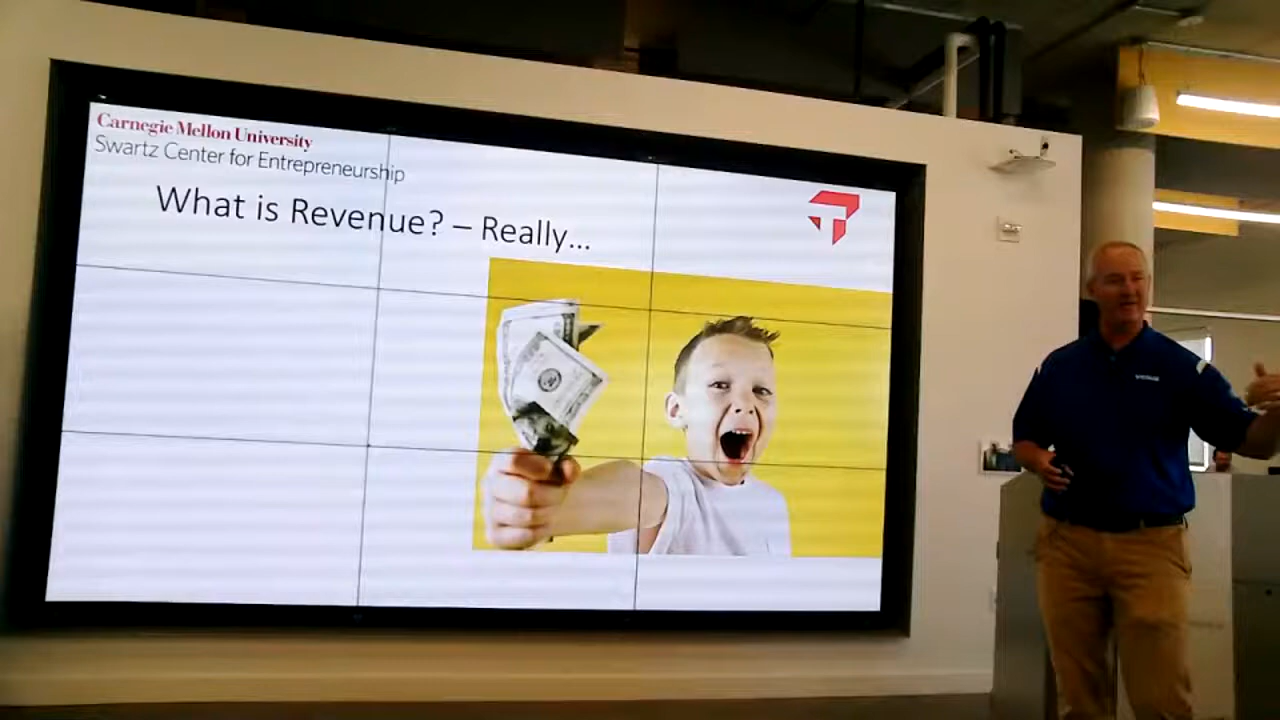 Carnegie Mellon University
Swartz Center for Entrepreneurship
What is Revenue? – Really...